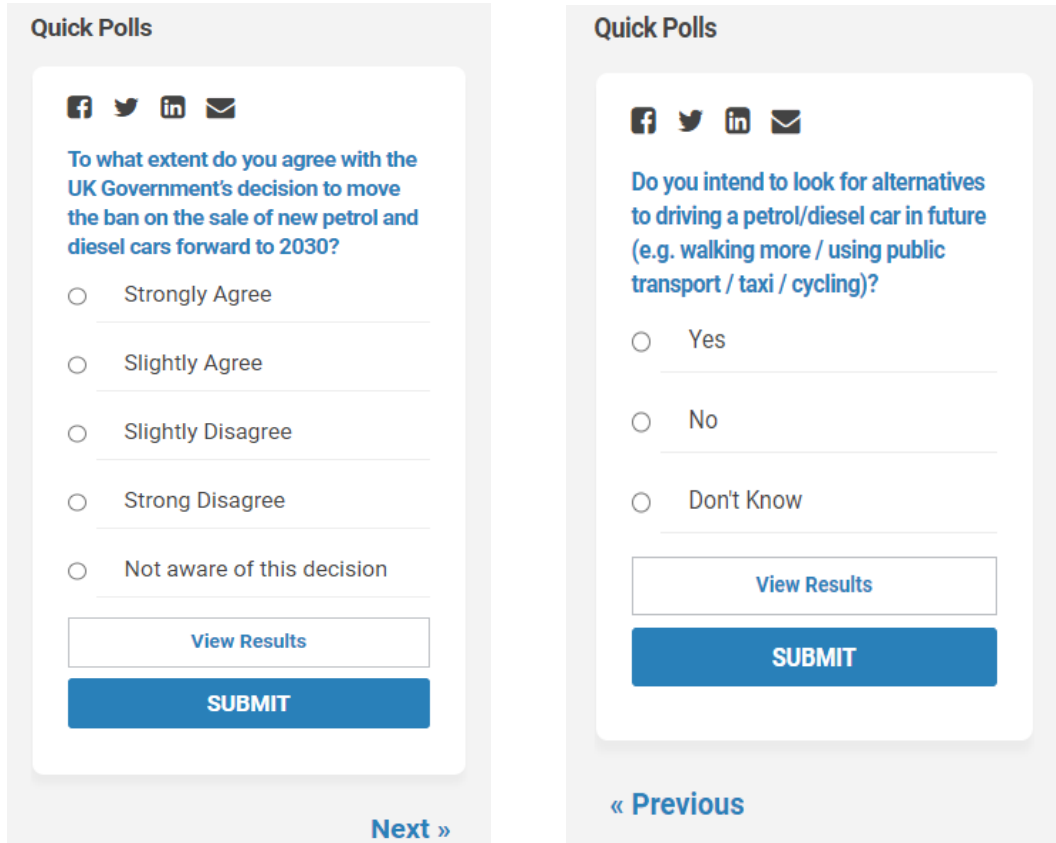 Quick Polls
To what extent do you agree with the
UK Government's decision to move
the ban on the sale of new petrol and
diesel cars forward to 2030?
Strongly Agree
Slightly Agree
Slightly Disagree
Strong Disagree
Not aware of this decision
View Results
SUBMIT
Next »
Quick Polls
Do you intend to look for alternatives
to driving a petrol/diesel car in future
(e.g. walking more / using public
transport / taxi / cycling)?
Yes
No
Don't Know
View Results
SUBMIT
« Previous